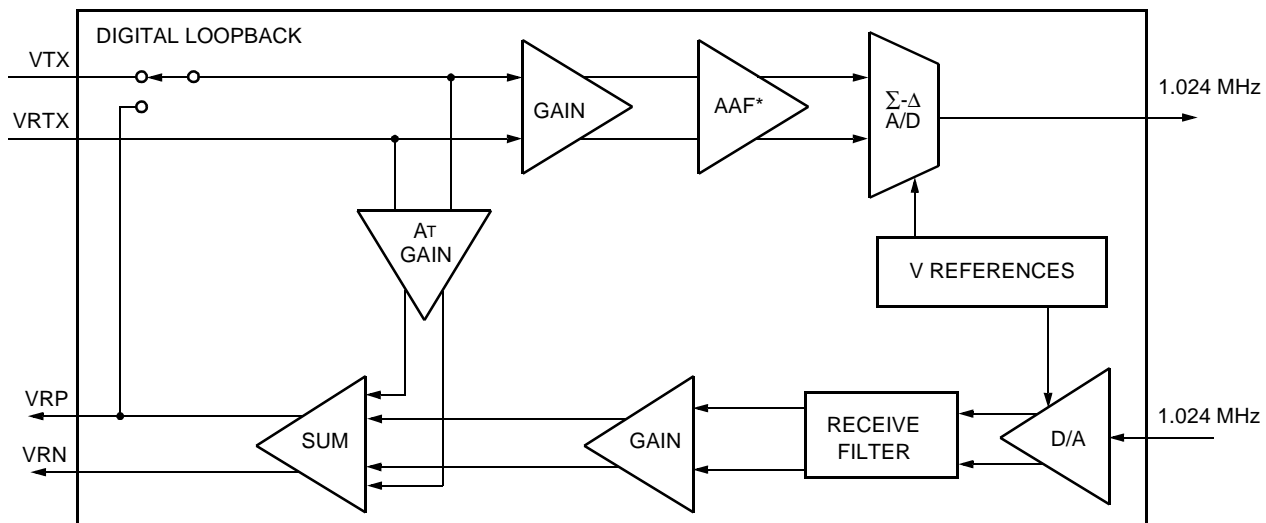 DIGITAL LOOPBACK
VTX
VRTX
GAIN
AAF*
Σ-Δ
A/D
1.024 MHz
AT
GAIN
V REFERENCES
VRP
VRN
SUM
GAIN
RECEIVE
FILTER
D/A
1.024 MHz